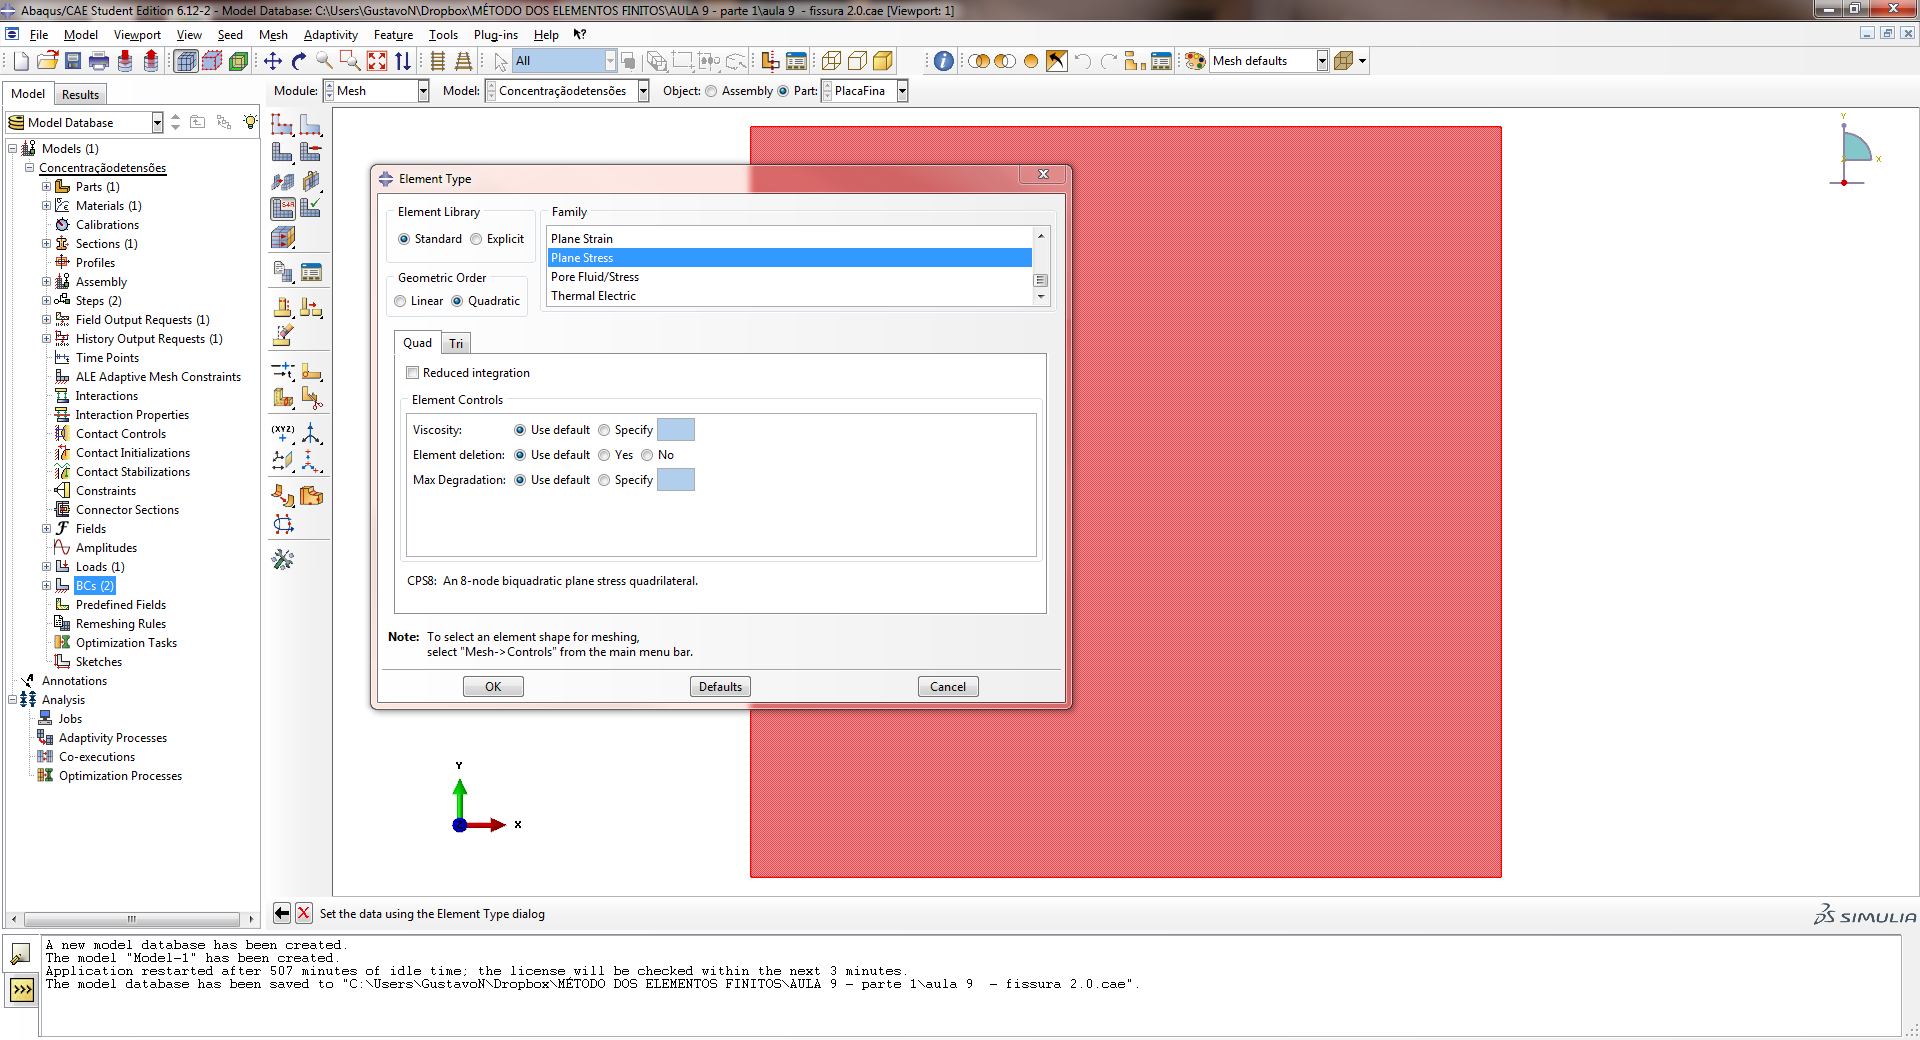 Abaqus/CAE Student Edition 6.12-2 - Model Database: C:\Users\GustavoN\Dropbox\MÉTODO DOS ELEMENTOS FINITOS\AULA 9 - parte 1\aula 9  - fissura 2.0.cae [Viewport: 1]
File Model Viewport View Seed Mesh Adaptivity Feature Tools Plug-ins Help
All Mesh defaults
Model Results Module: Mesh Model: Concentraçãodetensões Object: Assembly Part: PlacaFina
Model Database
Models (1)
Concentraçãodetensões
Parts (1)
Materials (1)
Calibrations
Sections (1)
Profiles
Assembly
Steps (2)
Field Output Requests (1)
History Output Requests (1)
Time Points
ALE Adaptive Mesh Constraints
Interactions
Interaction Properties
Contact Controls
Contact Initializations
Contact Stabilizations
Constraints
Connector Sections
Fields
Amplitudes
Loads (1)
BCs (2)
Predefined Fields
Remeshing Rules
Optimization Tasks
Sketches
Annotations
Analysis
Jobs
Adaptivity Processes
Co-executions
Optimization Processes
S4R
(XYZ)
Element Type
Element Library
Standard Explicit
Geometric Order
Linear Quadratic
Family
Plane Strain
Plane Stress
Pore Fluid/Stress
Thermal Electric
Quad Tri
Reduced integration
Element Controls
Viscosity: Use default Specify
Element deletion: Use default Yes No
Max Degradation: Use default Specify
CPS8:  An 8-node biquadratic plane stress quadrilateral.
Note: To select an element shape for meshing,
select "Mesh->Controls" from the main menu bar.
OK Defaults Cancel
Y
X
Y
X
Set the data using the Element Type dialog
SIMULIA
A new model database has been created.
The model "Model-1" has been created.
Application restarted after 507 minutes of idle time; the license will be checked within the next 3 minutes.
The model database has been saved to "C:\Users\GustavoN\Dropbox\MÉTODO DOS ELEMENTOS FINITOS\AULA 9 - parte 1\aula 9  - fissura 2.0.cae".